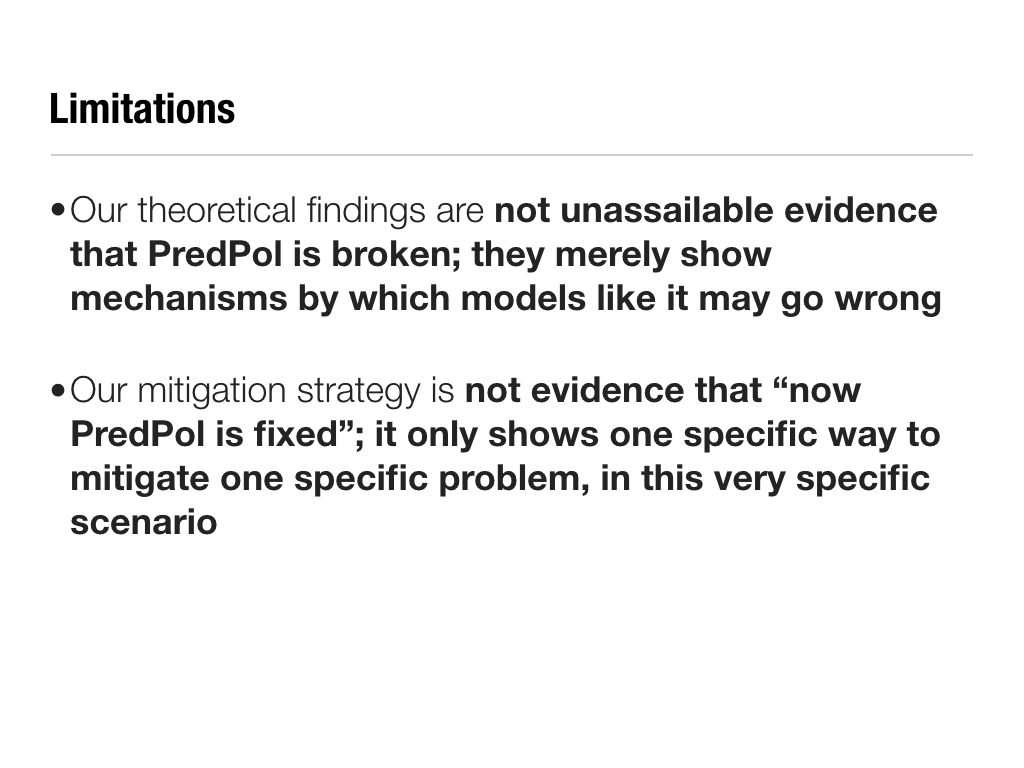 Limitations
•Our theoretical findings are not unassailable evidence
that PredPol is broken; they merely show
mechanisms by which models like it may go wrong
•Our mitigation strategy is not evidence that “now
PredPol is fixed”; it only shows one specific way to
mitigate one specific problem, in this very specific
scenario